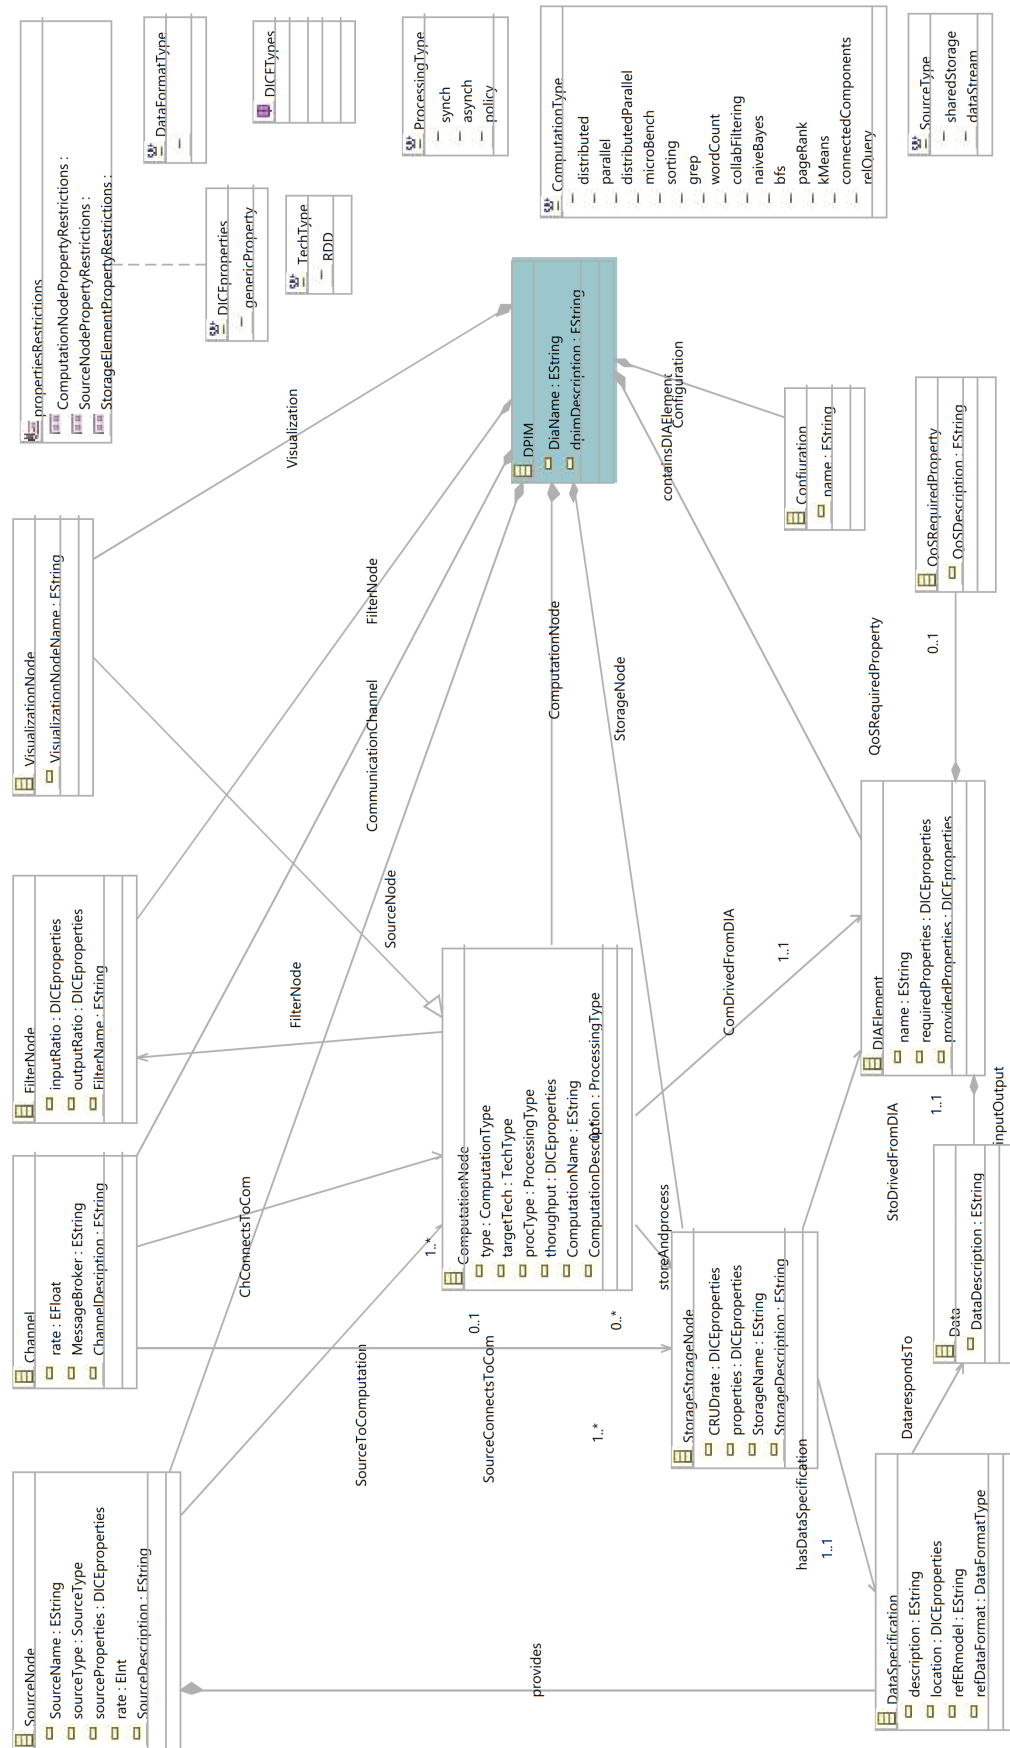 propertiesRestrictions
ComputationNodePropertyRestrictions :
SourceNodePropertyRestrictions :
StorageElementPropertyRestrictions :
DataFormatType
DICETypes
ProcessingType
synch
asynch
policy
ComputationType
distributed
parallel
distributedParallel
microBench
sorting
grep
wordCount
collabFiltering
naiveBayes
bfs
pageRank
kMeans
connectedComponents
relQuery
SourceType
sharedStorage
dataStream
DICEproperties
genericProperty
TechType
RDD
DPIM
DiaName : EString
dpimDescription : EString
Visualization
containsDIAElement
Configuration
Confiuration
name : EString
QoSRequiredProperty
QoSDescription : EString
VisualizationNode
VisualizationNodeName : EString
FilterNode
CommunicationChannel
ComputationNode
StorageNode
0..1
QoSRequiredProperty
SourceNode
FilterNode
inputRatio : DICEproperties
outputRatio : DICEproperties
FilterName : EString
FilterNode
ComDrivedFromDIA
1..1
DIAElement
name : EString
requiredProperties : DICEproperties
providedProperties : DICEproperties
ComputationNode
type : ComputationType
targetTech : TechType
procType : ProcessingType
thorughput : DICEproperties
ComputationName : EString
ComputationDescription : ProcessingType
0..*
Channel
rate : EFloat
MessageBroker : EString
ChannelDesription : EString
ChConnectsToCom
1..*
0..1
0..*
storeAndprocess
StoDrivedFromDIA
1..1
inputOutput
StorageStorageNode
CRUDrate : DICEproperties
properties : DICEproperties
StorageName : EString
StorageDescription : EString
Data
DataDescription : EString
SourceToComputation
SourceConnectsToCom
1..*
DatarespondsTo
hasDataSpecification
1..1
SourceNode
SourceName : EString
sourceType : SourceType
sourceProperties : DICEproperties
rate : EInt
SourceDescription : EString
provides
DataSpecification
description : EString
location : DICEproperties
refERmodel : EString
refDataFormat : DataFormatType